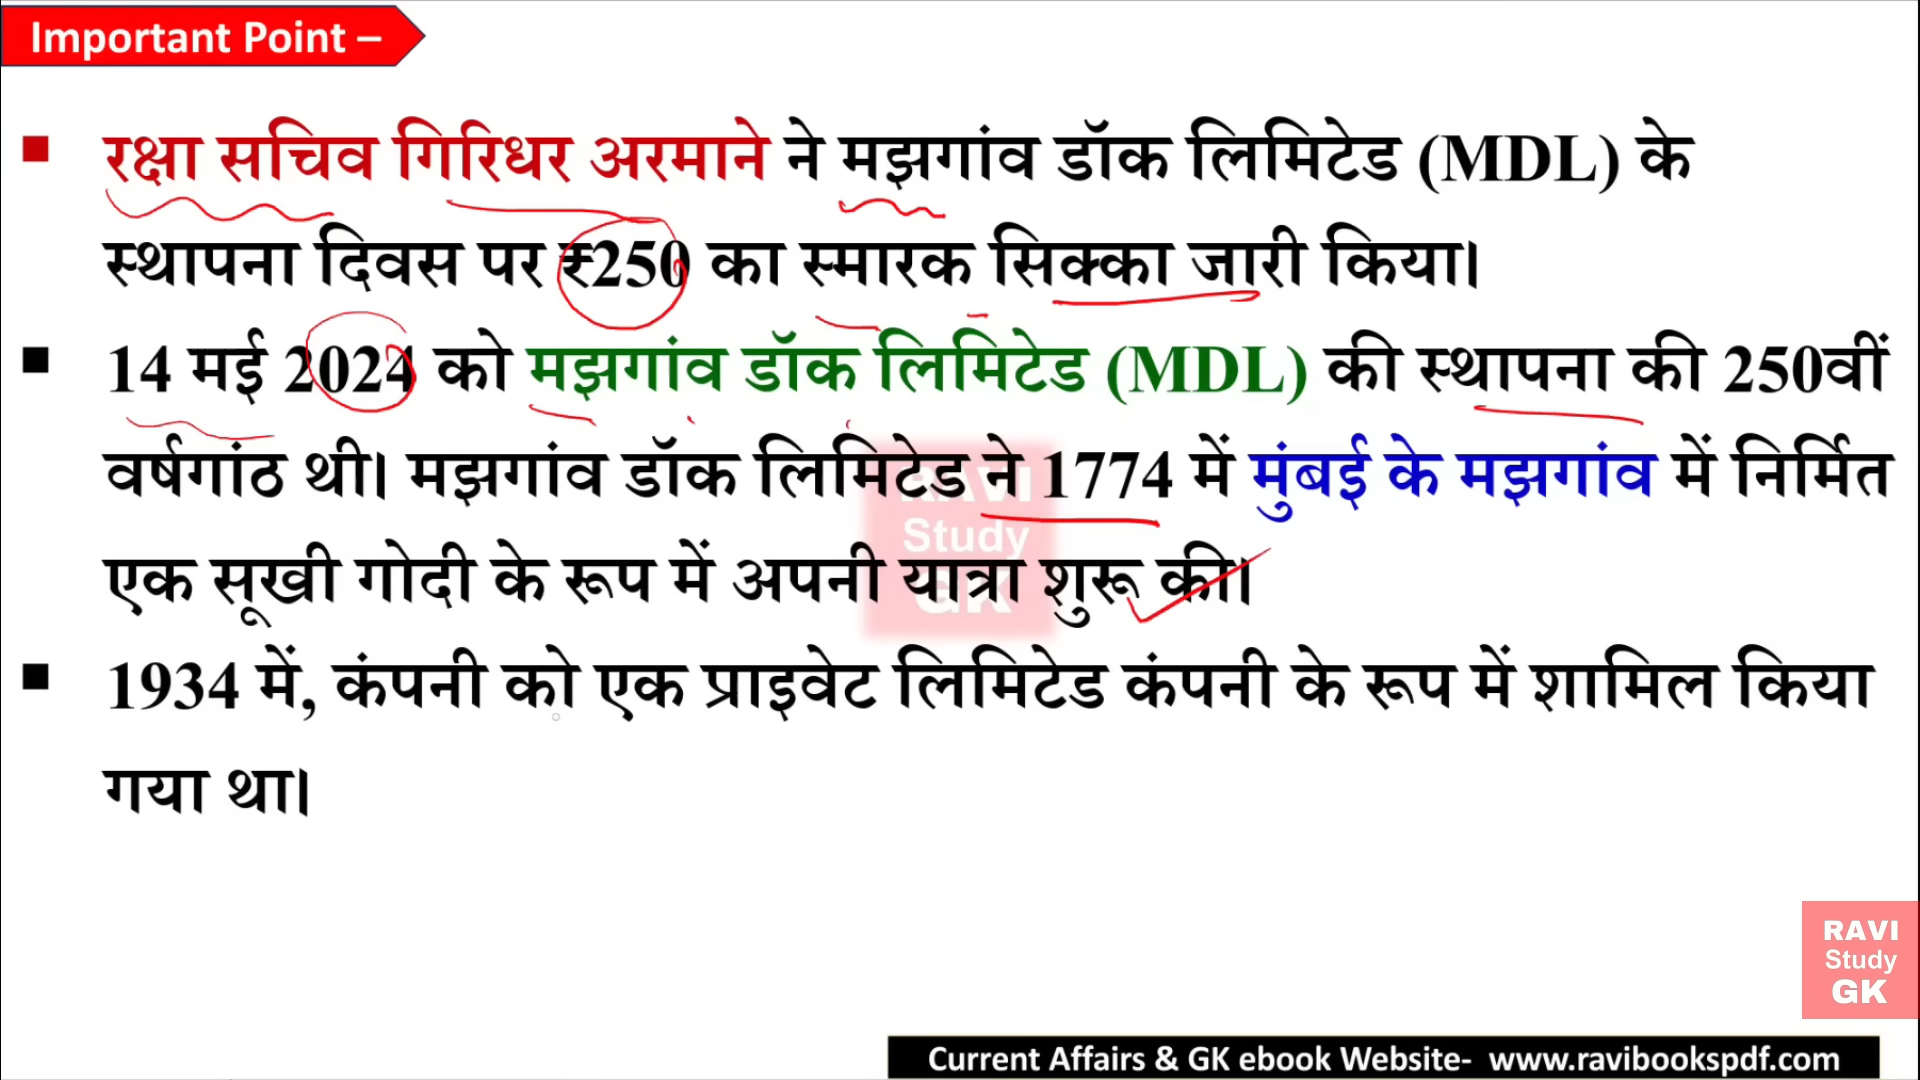 Important Point –
▪ रक्षा सचिव गिरिधर अरमाने ने मझगांव डॉक लिमिटेड (MDL) के
स्थापना दिवस पर ₹250 का स्मारक सिक्का जारी किया।
▪ 14 मई 2024 को मझगांव डॉक लिमिटेड (MDL) की स्थापना की 250वीं
वर्षगांठ थी। मझगांव डॉक लिमिटेड ने 1774 में मुंबई के मझगांव में निर्मित
एक सूखी गोदी के रूप में अपनी यात्रा शुरू की।
▪ 1934 में, कंपनी को एक प्राइवेट लिमिटेड कंपनी के रूप में शामिल किया
गया था।
RAVI
Study
GK
RAVI
Study
GK
Current Affairs & GK ebook Website- www.ravibookspdf.com